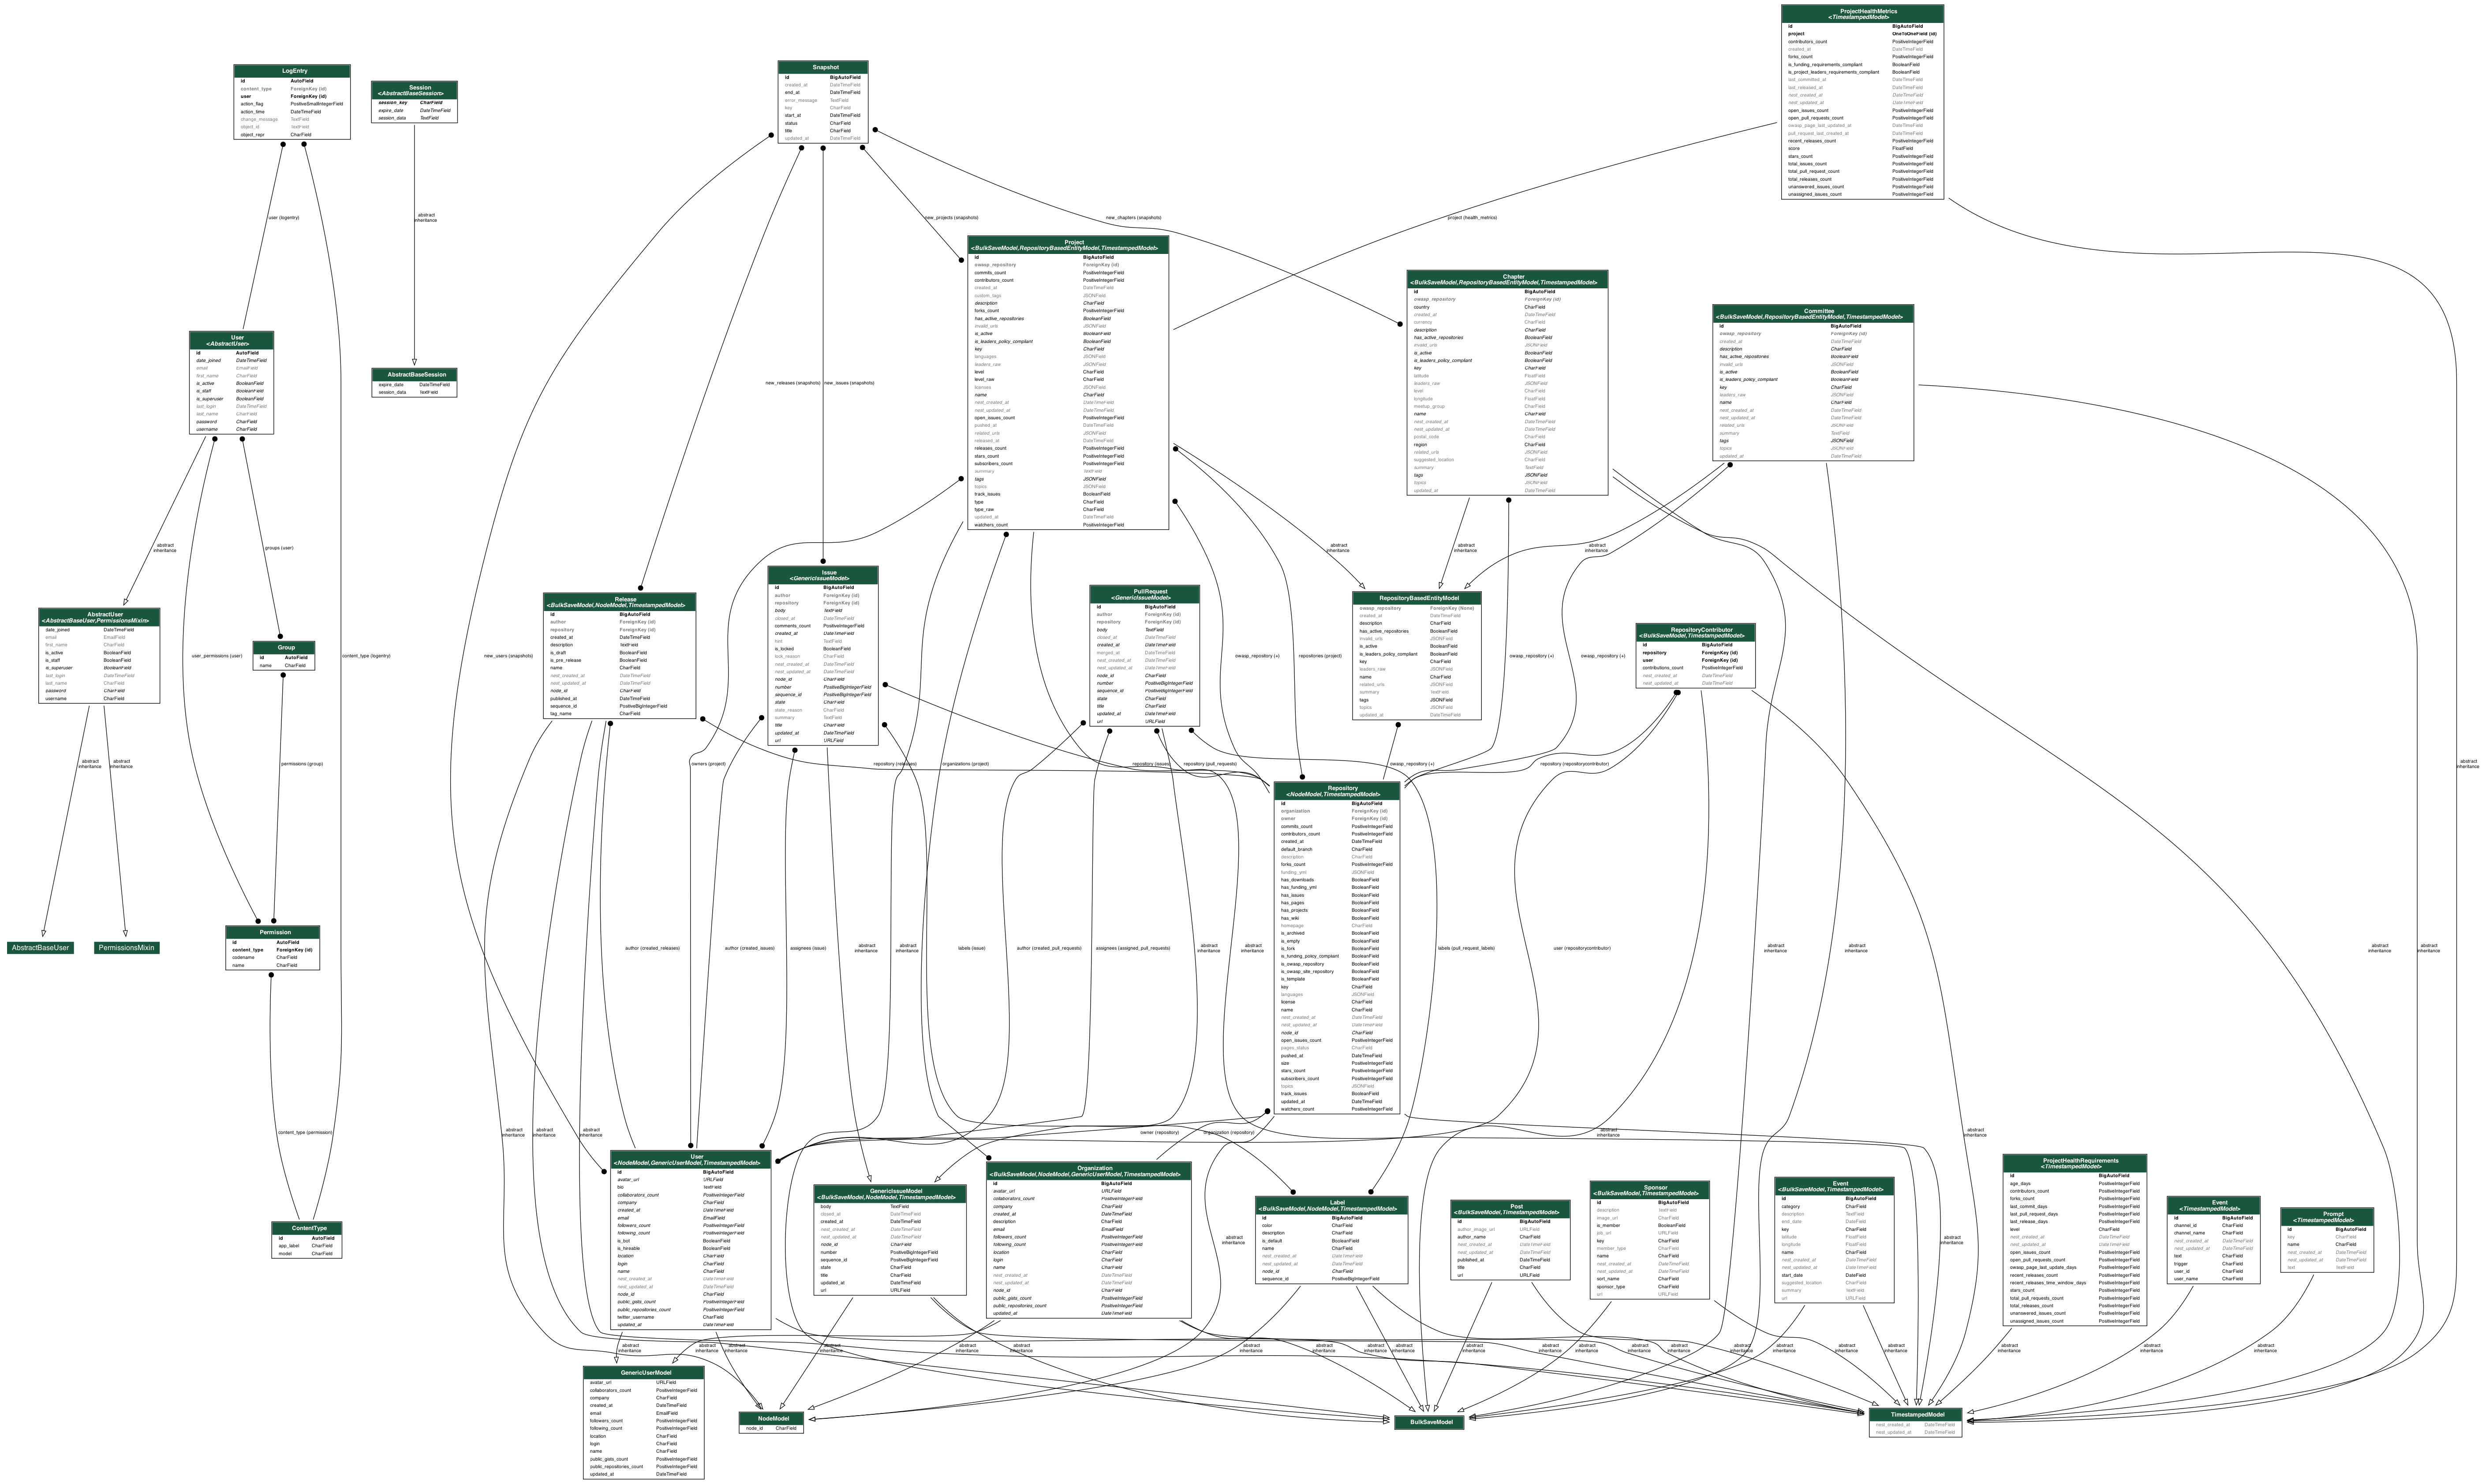 ProjectHealthMetrics
<TimestampedModel>
id BigAutoField
project OneToOneField (id)
contributors_count PositiveIntegerField
created_at DateTimeField
forks_count PositiveIntegerField
is_funding_requirements_compliant BooleanField
is_project_leaders_requirements_compliant BooleanField
last_committed_at DateTimeField
last_released_at DateTimeField
nest_created_at DateTimeField
nest_updated_at DateTimeField
open_issues_count PositiveIntegerField
open_pull_requests_count PositiveIntegerField
owasp_page_last_updated_at DateTimeField
pull_request_last_created_at DateTimeField
recent_releases_count PositiveIntegerField
score FloatField
stars_count PositiveIntegerField
total_issues_count PositiveIntegerField
total_pull_request_count PositiveIntegerField
total_releases_count PositiveIntegerField
unanswered_issues_count PositiveIntegerField
unassigned_issues_count PositiveIntegerField
LogEntry
id AutoField
content_type ForeignKey (id)
user ForeignKey (id)
action_flag PositiveSmallIntegerField
action_time DateTimeField
change_message TextField
object_id TextField
object_repr CharField
Session
<AbstractBaseSession>
session_key CharField
expire_date DateTimeField
session_data TextField
Snapshot
id BigAutoField
created_at DateTimeField
end_at DateTimeField
error_message TextField
key CharField
start_at DateTimeField
status CharField
title CharField
updated_at DateTimeField
user (logentry)
abstract
inheritance
new_projects (snapshots)
new_chapters (snapshots)
project (health_metrics)
Project
<BulkSaveModel,RepositoryBasedEntityModel,TimestampedModel>
id BigAutoField
owasp_repository ForeignKey (id)
commits_count PositiveIntegerField
contributors_count PositiveIntegerField
created_at DateTimeField
custom_tags JSONField
description CharField
forks_count PositiveIntegerField
has_active_repositories BooleanField
invalid_urls JSONField
is_active BooleanField
is_leaders_policy_compliant BooleanField
key CharField
languages JSONField
leaders_raw JSONField
level CharField
level_raw CharField
licenses JSONField
name CharField
nest_created_at DateTimeField
nest_updated_at DateTimeField
open_issues_count PositiveIntegerField
pushed_at DateTimeField
related_urls JSONField
released_at DateTimeField
releases_count PositiveIntegerField
stars_count PositiveIntegerField
subscribers_count PositiveIntegerField
summary TextField
tags JSONField
topics JSONField
track_issues BooleanField
type CharField
type_raw CharField
updated_at DateTimeField
watchers_count PositiveIntegerField
Chapter
<BulkSaveModel,RepositoryBasedEntityModel,TimestampedModel>
id BigAutoField
owasp_repository ForeignKey (id)
country CharField
created_at DateTimeField
currency CharField
description CharField
has_active_repositories BooleanField
invalid_urls JSONField
is_active BooleanField
is_leaders_policy_compliant BooleanField
key CharField
latitude FloatField
leaders_raw JSONField
level CharField
longitude FloatField
meetup_group CharField
name CharField
nest_created_at DateTimeField
nest_updated_at DateTimeField
postal_code CharField
region CharField
related_urls JSONField
suggested_location CharField
summary TextField
tags JSONField
topics JSONField
updated_at DateTimeField
Committee
<BulkSaveModel,RepositoryBasedEntityModel,TimestampedModel>
id BigAutoField
owasp_repository ForeignKey (id)
created_at DateTimeField
description CharField
has_active_repositories BooleanField
invalid_urls JSONField
is_active BooleanField
is_leaders_policy_compliant BooleanField
key CharField
leaders_raw JSONField
name CharField
nest_created_at DateTimeField
nest_updated_at DateTimeField
related_urls JSONField
summary TextField
tags JSONField
topics JSONField
updated_at DateTimeField
User
<AbstractUser>
id AutoField
date_joined DateTimeField
email EmailField
first_name CharField
is_active BooleanField
is_staff BooleanField
is_superuser BooleanField
last_login DateTimeField
last_name CharField
password CharField
username CharField
AbstractBaseSession
expire_date DateTimeField
session_data TextField
new_releases (snapshots)
new_issues (snapshots)
abstract
inheritance
groups (user)
abstract
inheritance
abstract
inheritance
abstract
inheritance
AbstractUser
<AbstractBaseUser,PermissionsMixin>
date_joined DateTimeField
email EmailField
first_name CharField
is_active BooleanField
is_staff BooleanField
is_superuser BooleanField
last_login DateTimeField
last_name CharField
password CharField
username CharField
Group
id AutoField
name CharField
user_permissions (user)
content_type (logentry)
new_users (snapshots)
Release
<BulkSaveModel,NodeModel,TimestampedModel>
id BigAutoField
author ForeignKey (id)
repository ForeignKey (id)
created_at DateTimeField
description TextField
is_draft BooleanField
is_pre_release BooleanField
name CharField
nest_created_at DateTimeField
nest_updated_at DateTimeField
node_id CharField
published_at DateTimeField
sequence_id PositiveBigIntegerField
tag_name CharField
Issue
<GenericIssueModel>
id BigAutoField
author ForeignKey (id)
repository ForeignKey (id)
body TextField
closed_at DateTimeField
comments_count PositiveIntegerField
created_at DateTimeField
hint TextField
is_locked BooleanField
lock_reason CharField
nest_created_at DateTimeField
nest_updated_at DateTimeField
node_id CharField
number PositiveBigIntegerField
sequence_id PositiveBigIntegerField
state CharField
state_reason CharField
summary TextField
title CharField
updated_at DateTimeField
url URLField
PullRequest
<GenericIssueModel>
id BigAutoField
author ForeignKey (id)
repository ForeignKey (id)
body TextField
closed_at DateTimeField
created_at DateTimeField
merged_at DateTimeField
nest_created_at DateTimeField
nest_updated_at DateTimeField
node_id CharField
number PositiveBigIntegerField
sequence_id PositiveBigIntegerField
state CharField
title CharField
updated_at DateTimeField
url URLField
owasp_repository (+)
repositories (project)
RepositoryBasedEntityModel
owasp_repository ForeignKey (None)
created_at DateTimeField
description CharField
has_active_repositories BooleanField
invalid_urls JSONField
is_active BooleanField
is_leaders_policy_compliant BooleanField
key CharField
leaders_raw JSONField
name CharField
related_urls JSONField
summary TextField
tags JSONField
topics JSONField
updated_at DateTimeField
owasp_repository (+)
owasp_repository (+)
RepositoryContributor
<BulkSaveModel,TimestampedModel>
id BigAutoField
repository ForeignKey (id)
user ForeignKey (id)
contributions_count PositiveIntegerField
nest_created_at DateTimeField
nest_updated_at DateTimeField
abstract
inheritance
abstract
inheritance
permissions (group)
owners (project)
repository (releases)
organizations (project)
repository (issues)
repository (pull_requests)
owasp_repository (+)
repository (repositorycontributor)
abstract
inheritance
Repository
<NodeModel,TimestampedModel>
id BigAutoField
organization ForeignKey (id)
owner ForeignKey (id)
commits_count PositiveIntegerField
contributors_count PositiveIntegerField
created_at DateTimeField
default_branch CharField
description CharField
forks_count PositiveIntegerField
funding_yml JSONField
has_downloads BooleanField
has_funding_yml BooleanField
has_issues BooleanField
has_pages BooleanField
has_projects BooleanField
has_wiki BooleanField
homepage CharField
is_archived BooleanField
is_empty BooleanField
is_fork BooleanField
is_funding_policy_compliant BooleanField
is_owasp_repository BooleanField
is_owasp_site_repository BooleanField
is_template BooleanField
key CharField
languages JSONField
license CharField
name CharField
nest_created_at DateTimeField
nest_updated_at DateTimeField
node_id CharField
open_issues_count PositiveIntegerField
pages_status CharField
pushed_at DateTimeField
size PositiveIntegerField
stars_count PositiveIntegerField
subscribers_count PositiveIntegerField
topics JSONField
track_issues BooleanField
updated_at DateTimeField
watchers_count PositiveIntegerField
AbstractBaseUser
PermissionsMixin
Permission
id AutoField
content_type ForeignKey (id)
codename CharField
name CharField
author (created_releases)
author (created_issues)
assignees (issue)
abstract
inheritance
abstract
inheritance
labels (issue)
author (created_pull_requests)
assignees (assigned_pull_requests)
abstract
inheritance
abstract
inheritance
labels (pull_request_labels)
user (repositorycontributor)
abstract
inheritance
abstract
inheritance
abstract
inheritance
abstract
inheritance
content_type (permission)
abstract
inheritance
abstract
inheritance
abstract
inheritance
owner (repository)
organization (repository)
abstract
inheritance
abstract
inheritance
ContentType
id AutoField
app_label CharField
model CharField
User
<NodeModel,GenericUserModel,TimestampedModel>
id BigAutoField
avatar_url URLField
bio TextField
collaborators_count PositiveIntegerField
company CharField
created_at DateTimeField
email EmailField
followers_count PositiveIntegerField
following_count PositiveIntegerField
is_bot BooleanField
is_hireable BooleanField
location CharField
login CharField
name CharField
nest_created_at DateTimeField
nest_updated_at DateTimeField
node_id CharField
public_gists_count PositiveIntegerField
public_repositories_count PositiveIntegerField
twitter_username CharField
updated_at DateTimeField
GenericIssueModel
<BulkSaveModel,NodeModel,TimestampedModel>
body TextField
closed_at DateTimeField
created_at DateTimeField
nest_created_at DateTimeField
nest_updated_at DateTimeField
node_id CharField
number PositiveBigIntegerField
sequence_id PositiveBigIntegerField
state CharField
title CharField
updated_at DateTimeField
url URLField
Organization
<BulkSaveModel,NodeModel,GenericUserModel,TimestampedModel>
id BigAutoField
avatar_url URLField
collaborators_count PositiveIntegerField
company CharField
created_at DateTimeField
description CharField
email EmailField
followers_count PositiveIntegerField
following_count PositiveIntegerField
location CharField
login CharField
name CharField
nest_created_at DateTimeField
nest_updated_at DateTimeField
node_id CharField
public_gists_count PositiveIntegerField
public_repositories_count PositiveIntegerField
updated_at DateTimeField
abstract
inheritance
Label
<BulkSaveModel,NodeModel,TimestampedModel>
id BigAutoField
color CharField
description CharField
is_default BooleanField
name CharField
nest_created_at DateTimeField
nest_updated_at DateTimeField
node_id CharField
sequence_id PositiveBigIntegerField
Post
<BulkSaveModel,TimestampedModel>
id BigAutoField
author_image_url URLField
author_name CharField
nest_created_at DateTimeField
nest_updated_at DateTimeField
published_at DateTimeField
title CharField
url URLField
Sponsor
<BulkSaveModel,TimestampedModel>
id BigAutoField
description TextField
image_url CharField
is_member BooleanField
job_url URLField
key CharField
member_type CharField
name CharField
nest_created_at DateTimeField
nest_updated_at DateTimeField
sort_name CharField
sponsor_type CharField
url URLField
Event
<BulkSaveModel,TimestampedModel>
id BigAutoField
category CharField
description TextField
end_date DateField
key CharField
latitude FloatField
longitude FloatField
name CharField
nest_created_at DateTimeField
nest_updated_at DateTimeField
start_date DateField
suggested_location CharField
summary TextField
url URLField
ProjectHealthRequirements
<TimestampedModel>
id BigAutoField
age_days PositiveIntegerField
contributors_count PositiveIntegerField
forks_count PositiveIntegerField
last_commit_days PositiveIntegerField
last_pull_request_days PositiveIntegerField
last_release_days PositiveIntegerField
level CharField
nest_created_at DateTimeField
nest_updated_at DateTimeField
open_issues_count PositiveIntegerField
open_pull_requests_count PositiveIntegerField
owasp_page_last_update_days PositiveIntegerField
recent_releases_count PositiveIntegerField
recent_releases_time_window_days PositiveIntegerField
stars_count PositiveIntegerField
total_pull_requests_count PositiveIntegerField
total_releases_count PositiveIntegerField
unanswered_issues_count PositiveIntegerField
unassigned_issues_count PositiveIntegerField
Event
<TimestampedModel>
id BigAutoField
channel_id CharField
channel_name CharField
nest_created_at DateTimeField
nest_updated_at DateTimeField
text CharField
trigger CharField
user_id CharField
user_name CharField
Prompt
<TimestampedModel>
id BigAutoField
key CharField
name CharField
nest_created_at DateTimeField
nest_updated_at DateTimeField
text TextField
abstract
inheritance
abstract
inheritance
abstract
inheritance
abstract
inheritance
abstract
inheritance
abstract
inheritance
abstract
inheritance
abstract
inheritance
abstract
inheritance
abstract
inheritance
abstract
inheritance
abstract
inheritance
abstract
inheritance
abstract
inheritance
abstract
inheritance
abstract
inheritance
abstract
inheritance
abstract
inheritance
abstract
inheritance
abstract
inheritance
GenericUserModel
avatar_url URLField
collaborators_count PositiveIntegerField
company CharField
created_at DateTimeField
email EmailField
followers_count PositiveIntegerField
following_count PositiveIntegerField
location CharField
login CharField
name CharField
public_gists_count PositiveIntegerField
public_repositories_count PositiveIntegerField
updated_at DateTimeField
NodeModel
node_id CharField
BulkSaveModel
TimestampedModel
nest_created_at DateTimeField
nest_updated_at DateTimeField